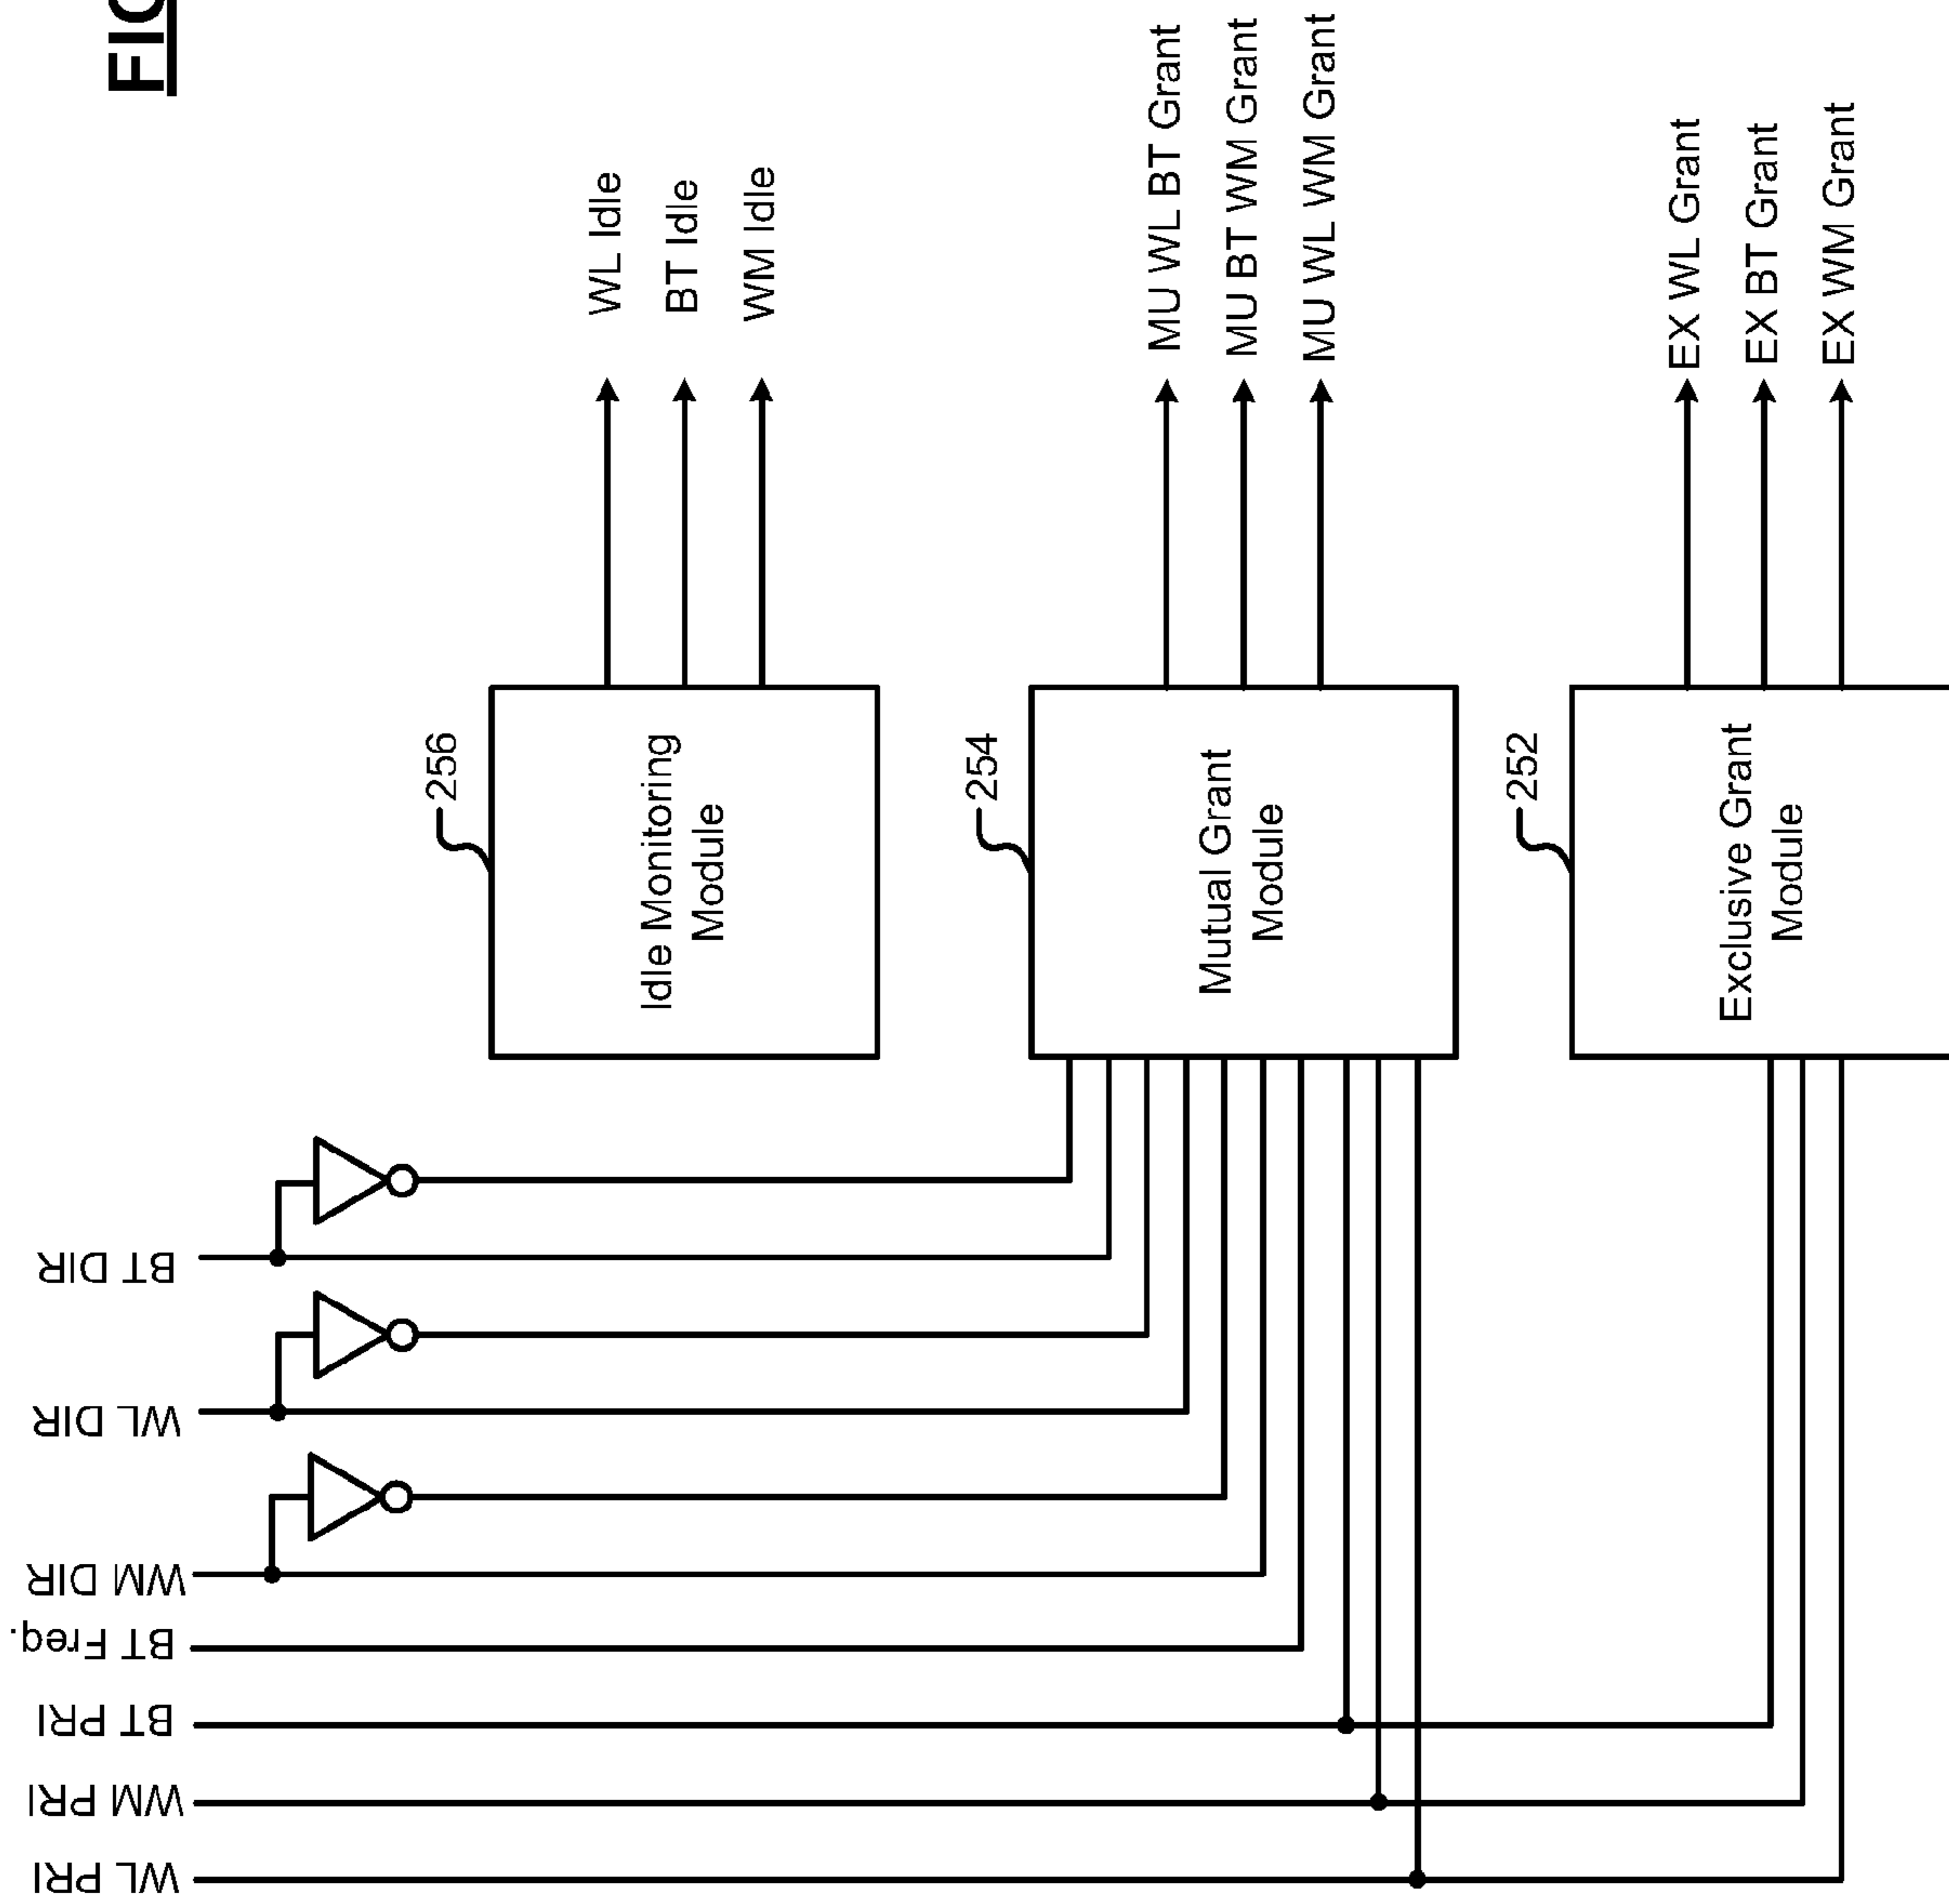 FIG
WL PRI
WM PRI
BT PRI
BT Freq.
WM DIR
WL DIR
BT DIR
256
Idle Monitoring
Module
WL Idle
BT Idle
WM Idle
254
Mutual Grant
Module
MU WL BT Grant
MU BT WM Grant
MU WL WM Grant
252
Exclusive Grant
Module
EX WL Grant
EX BT Grant
EX WM Grant